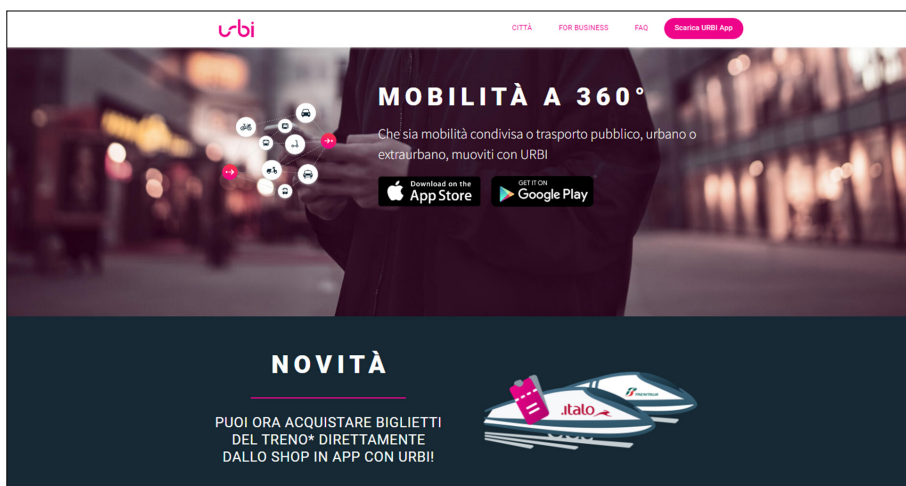 urbi
CITTÀ
FOR BUSINESS
FAQ
Scarica URBI App
MOBILITÀ A 360°
Che sia mobilità condivisa o trasporto pubblico, urbano o
extraurbano, muoviti con URBI
Download on the
App Store
GET IT ON
Google Play
NOVITÀ
PUOI ORA ACQUISTARE BIGLIETTI
DEL TRENO* DIRETTAMENTE
DALLO SHOP IN APP CON URBI!
.italo
TRENITALIA